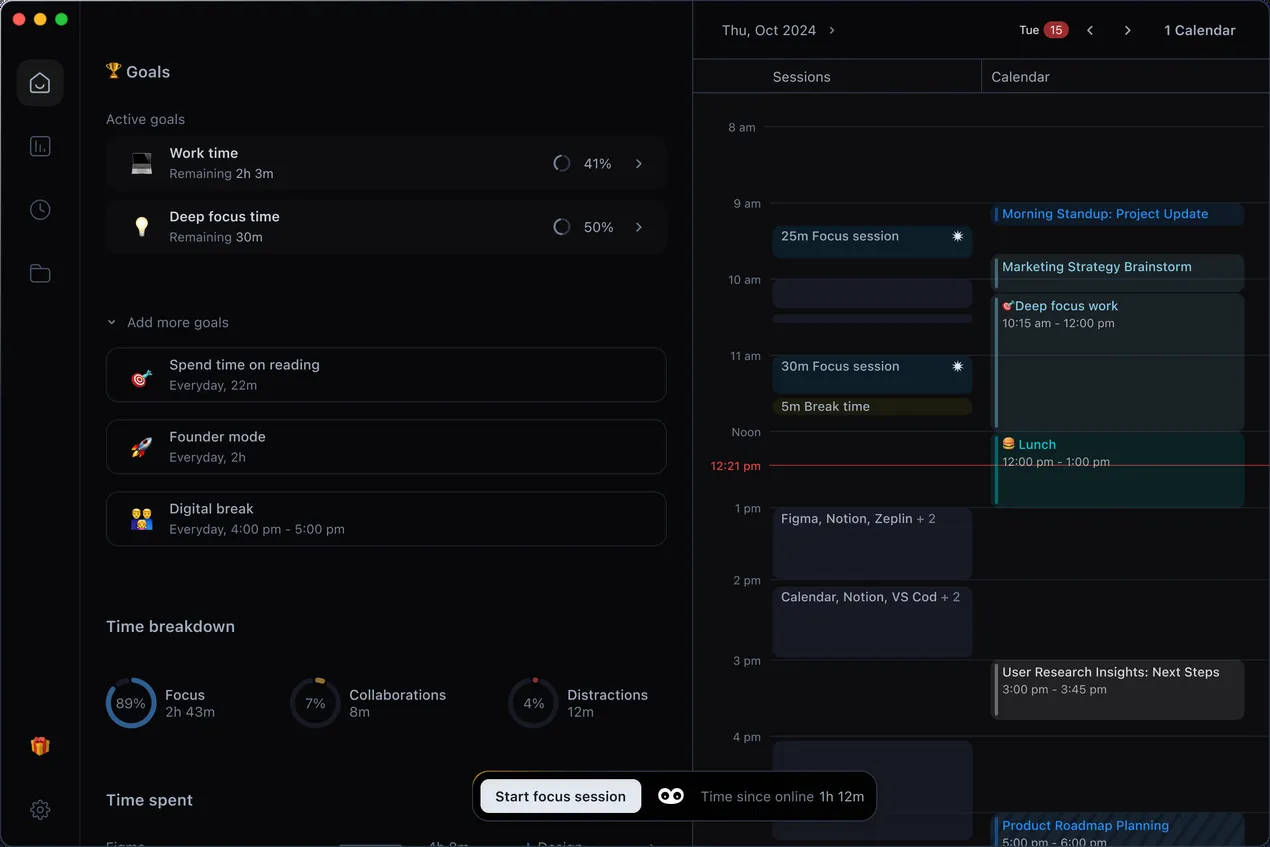 Goals
Active goals
Work time
Remaining 2h 3m
41%
Deep focus time
Remaining 30m
50%
Add more goals
Spend time on reading
Everyday, 22m
Founder mode
Everyday, 2h
Digital break
Everyday, 4:00 pm - 5:00 pm
Time breakdown
89%
Focus
2h 43m
7%
Collaborations
8m
4%
Distractions
12m
Time spent
Figma
4h 8m
Design
Start focus session
Time since online 1h 12m
Thu, Oct 2024
Tue 15
1 Calendar
Sessions
Calendar
8 am
9 am
10 am
11 am
Noon
12:21 pm
1 pm
2 pm
3 pm
4 pm
25m Focus session
30m Focus session
5m Break time
Figma, Notion, Zeplin + 2
Calendar, Notion, VS Cod + 2
Morning Standup: Project Update
Marketing Strategy Brainstorm
Deep focus work
10:15 am - 12:00 pm
Lunch
12:00 pm - 1:00 pm
User Research Insights: Next Steps
3:00 pm - 3:45 pm
Product Roadmap Planning
5:00 pm - 6:00 pm